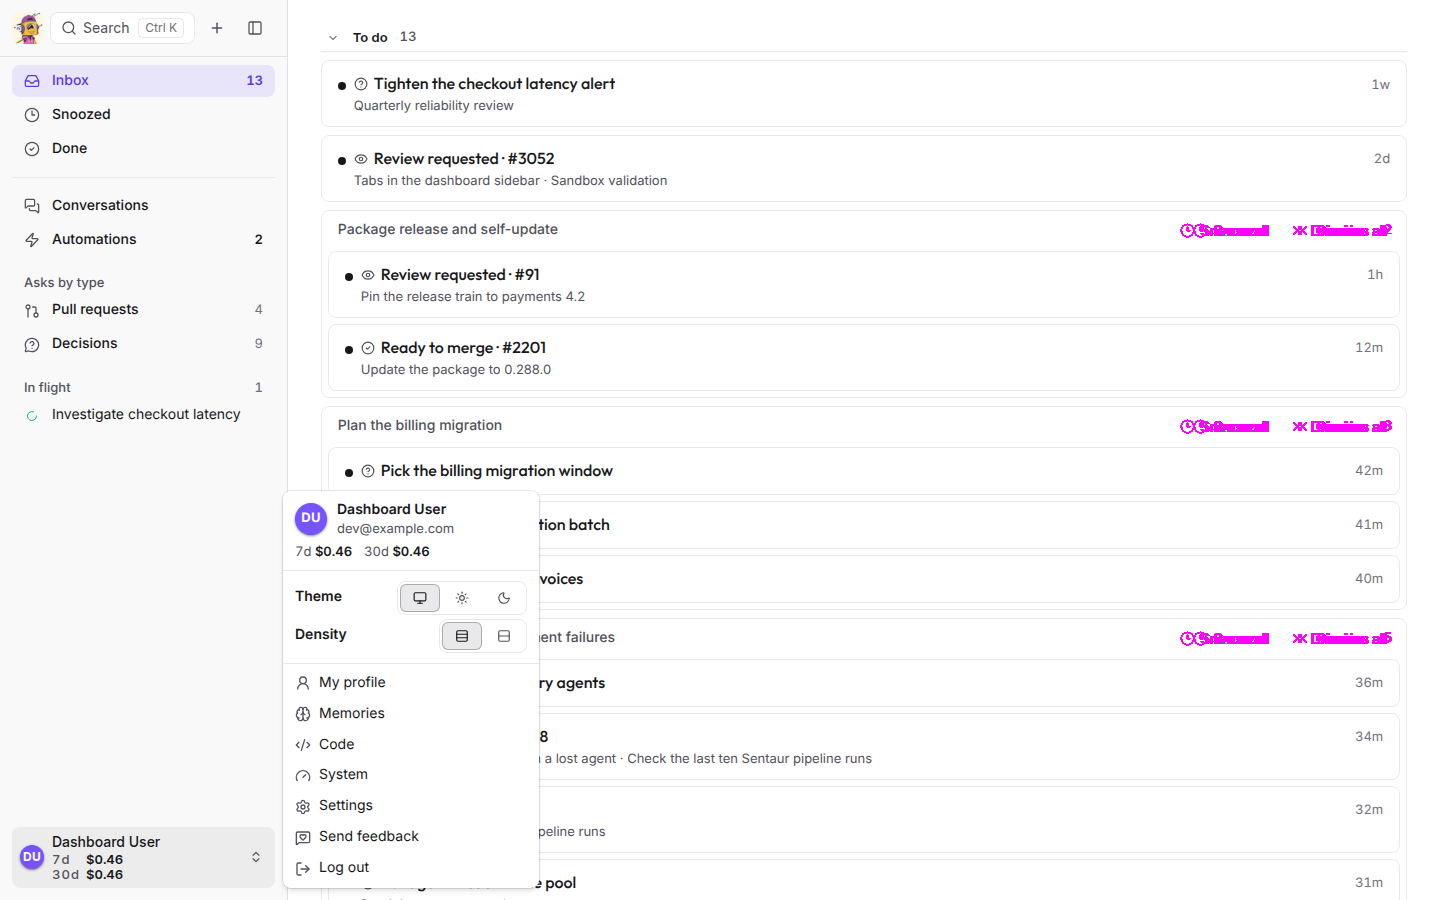 Search Ctrl K
Inbox 13
Snoozed
Done
Conversations
Automations 2
Asks by type
Pull requests 4
Decisions 9
In flight 1
Investigate checkout latency
Dashboard User
7d $0.46
30d $0.46
To do 13
Tighten the checkout latency alert 1w
Quarterly reliability review
Review requested · #3052 2d
Tabs in the dashboard sidebar · Sandbox validation
Package release and self-update
Review requested · #91 1h
Pin the release train to payments 4.2
Ready to merge · #2201 12m
Update the package to 0.288.0
Plan the billing migration
Pick the billing migration window 42m
batch 41m
40m
failures
agents 36m
34m
a lost agent · Check the last ten Sentaur pipeline runs
32m
runs
pool 31m
Dashboard User
DU
dev@example.com
7d $0.46 30d $0.46
Theme
Density
My profile
Memories
Code
System
Settings
Send feedback
Log out
DU